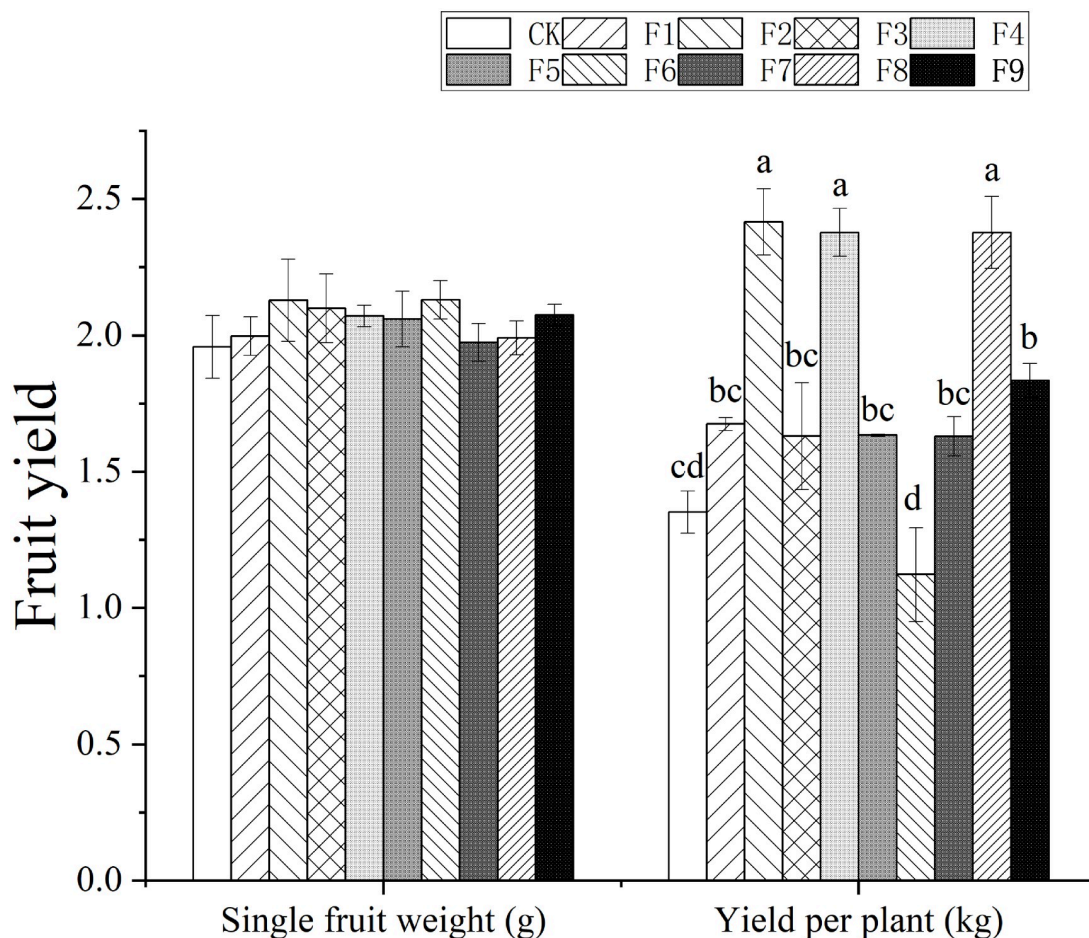 CK F1 F2 F3 F4
F5 F6 F7 F8 F9
Fruit yield
2.5
2.0
1.5
1.0
0.5
0.0
cd
bc
a
bc
a
bc
d
bc
a
b
Single fruit weight (g)
Yield per plant (kg)